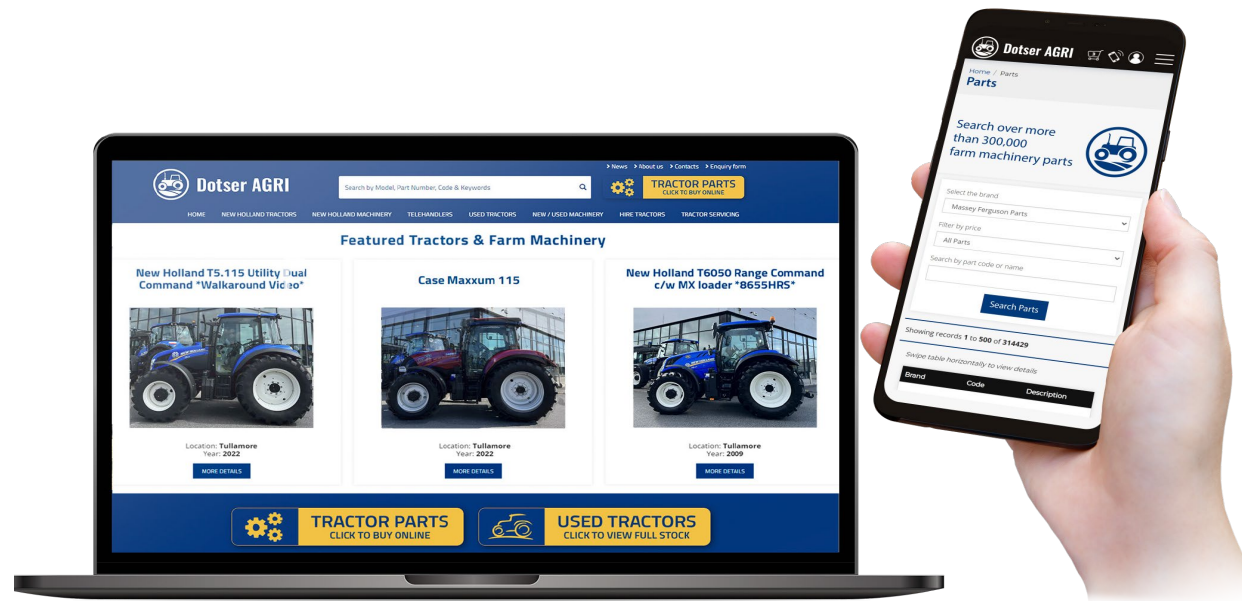 > News > About us > Contacts > Enquiry form
Dotser AGRI
Search by Model, Part Number, Code & Keywords
TRACTOR PARTS
CLICK TO BUY ONLINE
HOME NEW HOLLAND TRACTORS NEW HOLLAND MACHINERY TELEHANDLERS USED TRACTORS NEW / USED MACHINERY HIRE TRACTORS TRACTOR SERVICING
Featured Tractors & Farm Machinery
New Holland T5.115 Utility Dual
Command *Walkaround Video*
Location: Tullamore
Year: 2022
MORE DETAILS
Case Maxxum 115
Location: Tullamore
Year: 2022
MORE DETAILS
New Holland T6050 Range Command
c/w MX loader *8655HRS*
Location: Tullamore
Year: 2009
MORE DETAILS
TRACTOR PARTS
CLICK TO BUY ONLINE
USED TRACTORS
CLICK TO VIEW FULL STOCK
Dotser AGRI
Home / Parts
Parts
Search over more
than 300,000
farm machinery parts
Select the brand
Massey Ferguson Parts
Filter by price
All Parts
Search by part code or name
Search Parts
Showing records 1 to 500 of 314429
Swipe table horizontally to view details
Brand Code Description